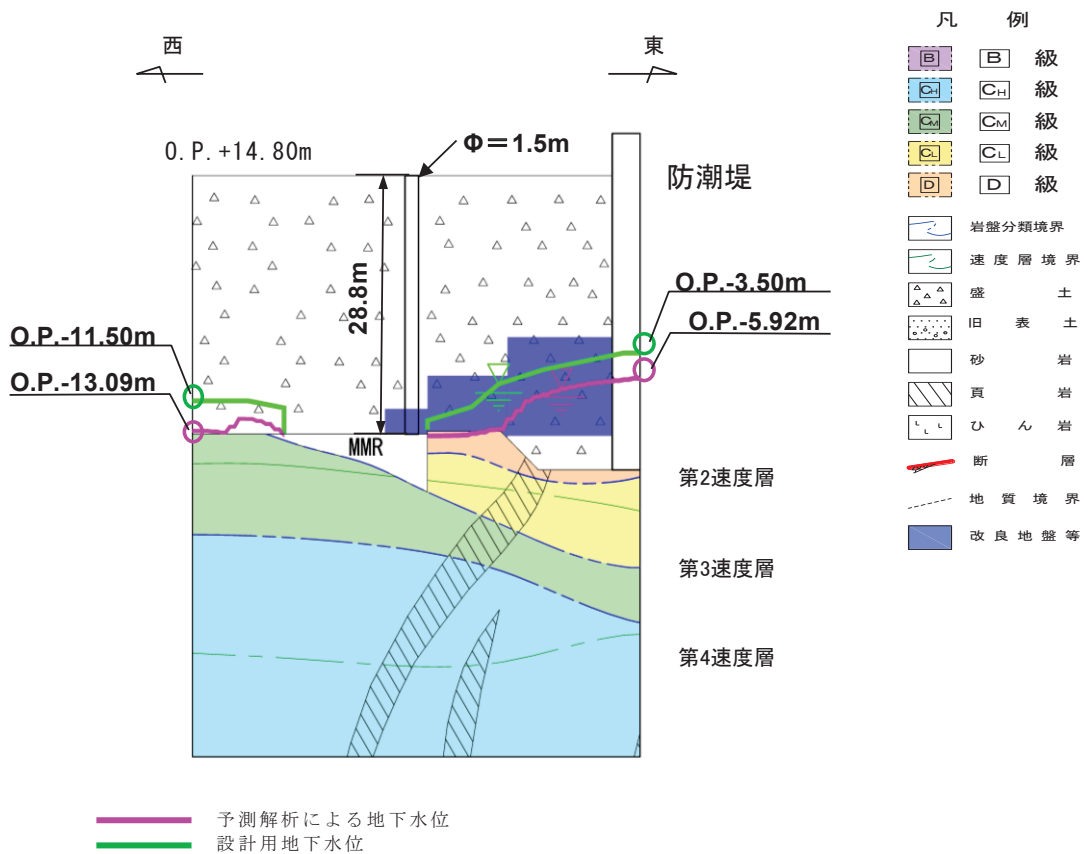 西
東
O.P.+14.80m
Φ＝1.5m
防潮堤
28.8m
O.P.-3.50m
O.P.-5.92m
O.P.-11.50m
O.P.-13.09m
MMR
第2速度層
第3速度層
第4速度層
凡 例
B B 級
CH CH 級
CM CM 級
CL CL 級
D D 級
岩盤分類境界
速度層境界
盛土
旧表土
砂岩
頁岩
ひん岩
断層
地質境界
改良地盤等
予測解析による地下水位
設計用地下水位